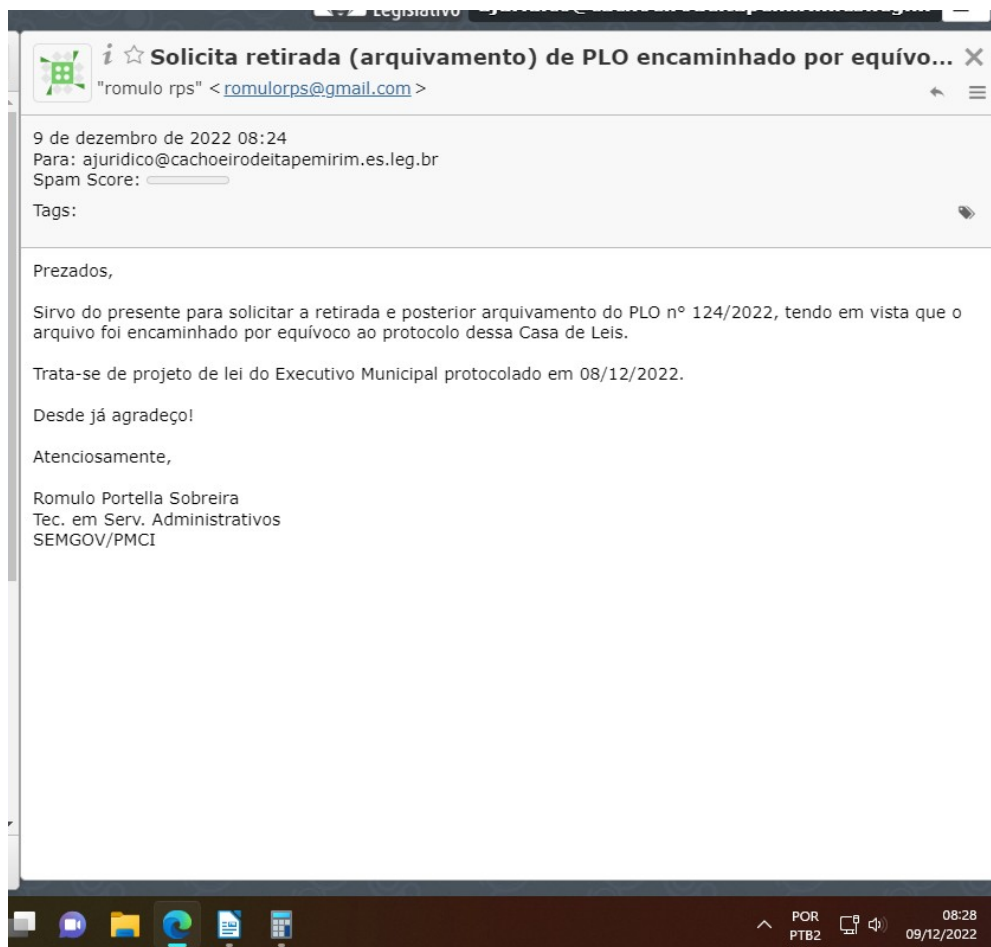 Legislativo
Solicita retirada (arquivamento) de PLO encaminhado por equívo...
"romulo rps" <romulorps@gmail.com>
9 de dezembro de 2022 08:24
Para: ajuridico@cachoeirodeitapemirim.es.leg.br
Spam Score:
Tags:
Prezados,
Sirvo do presente para solicitar a retirada e posterior arquivamento do PLO nº 124/2022, tendo em vista que o
arquivo foi encaminhado por equívoco ao protocolo dessa Casa de Leis.
Trata-se de projeto de lei do Executivo Municipal protocolado em 08/12/2022.
Desde já agradeço!
Atenciosamente,
Romulo Portella Sobreira
Tec. em Serv. Administrativos
SEMGOV/PMCI
POR
PTB2
08:28
09/12/2022